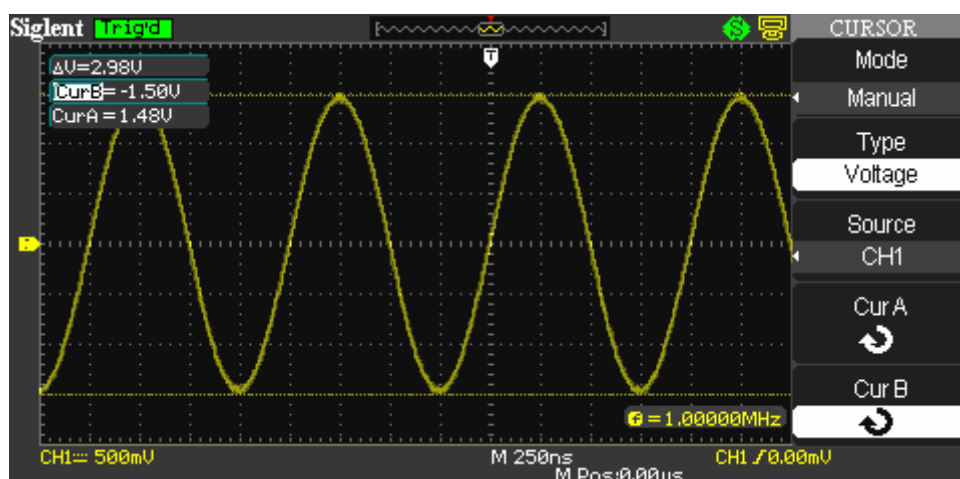 Siglent Trig'd CURSOR
T
ΔV=2.98V
CurB=-1.50V
CurA=1.48V
Mode
Manual
Type
Voltage
Source
CH1
Cur A
Cur B
f=1.00000MHz
CH1 500mV M 250ns CH1 0.00mV
M Pos:0.00us